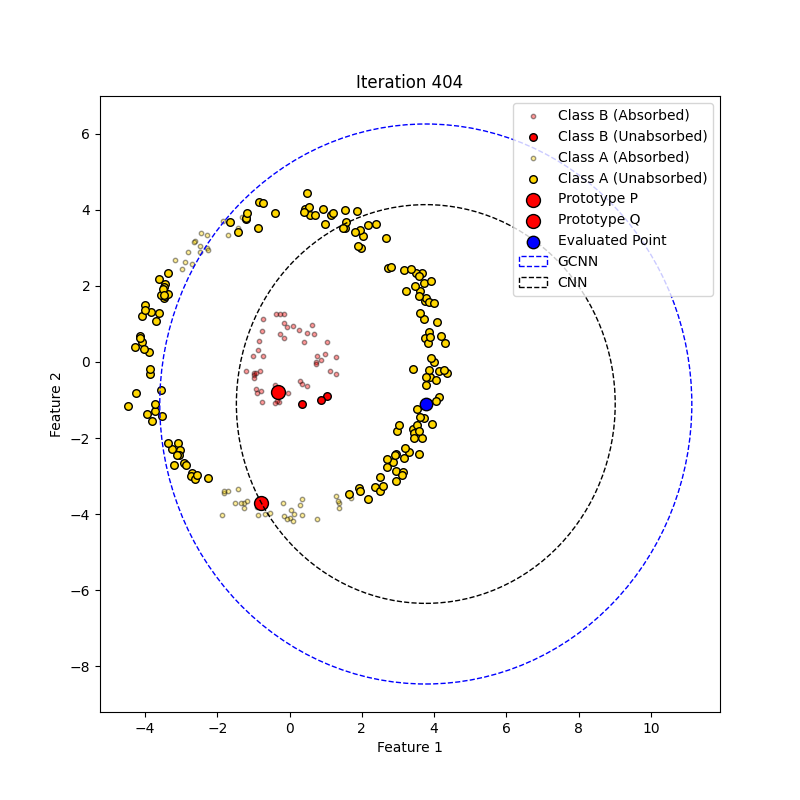 Iteration 404
Class B (Absorbed)
Class B (Unabsorbed)
Class A (Absorbed)
Class A (Unabsorbed)
Prototype P
Prototype Q
Evaluated Point
GCNN
CNN
Feature 2
6
4
2
0
−2
−4
−6
−8
−4 −2 0 2 4 6 8 10
Feature 1